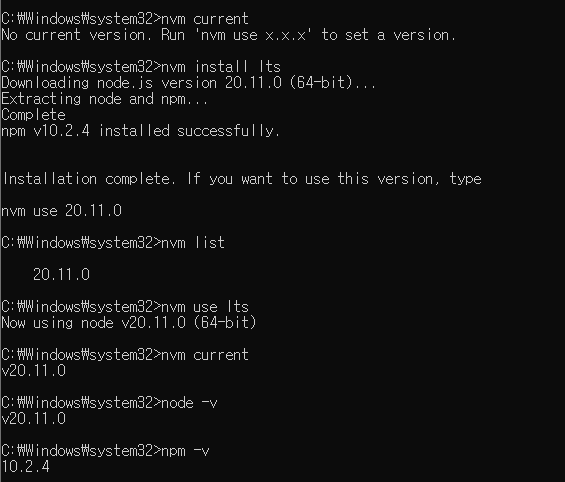 C:₩Windows₩system32>nvm current
No current version. Run 'nvm use x.x.x' to set a version.
C:₩Windows₩system32>nvm install lts
Downloading node.js version 20.11.0 (64-bit)...
Extracting node and npm...
Complete
npm v10.2.4 installed successfully.
Installation complete. If you want to use this version, type
nvm use 20.11.0
C:₩Windows₩system32>nvm list
20.11.0
C:₩Windows₩system32>nvm use lts
Now using node v20.11.0 (64-bit)
C:₩Windows₩system32>nvm current
v20.11.0
C:₩Windows₩system32>node -v
v20.11.0
C:₩Windows₩system32>npm -v
10.2.4